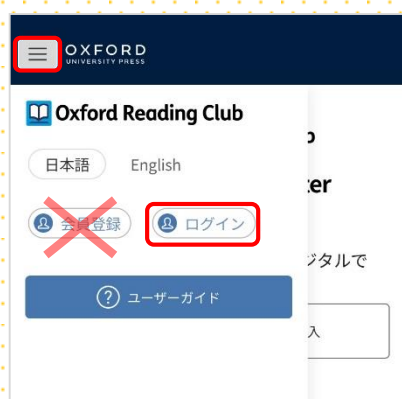 OXFORD
UNIVERSITY PRESS
Oxford Reading Club
日本語 English
会員登録 ログイン
ユーザーガイド
ter
ジタルで
入